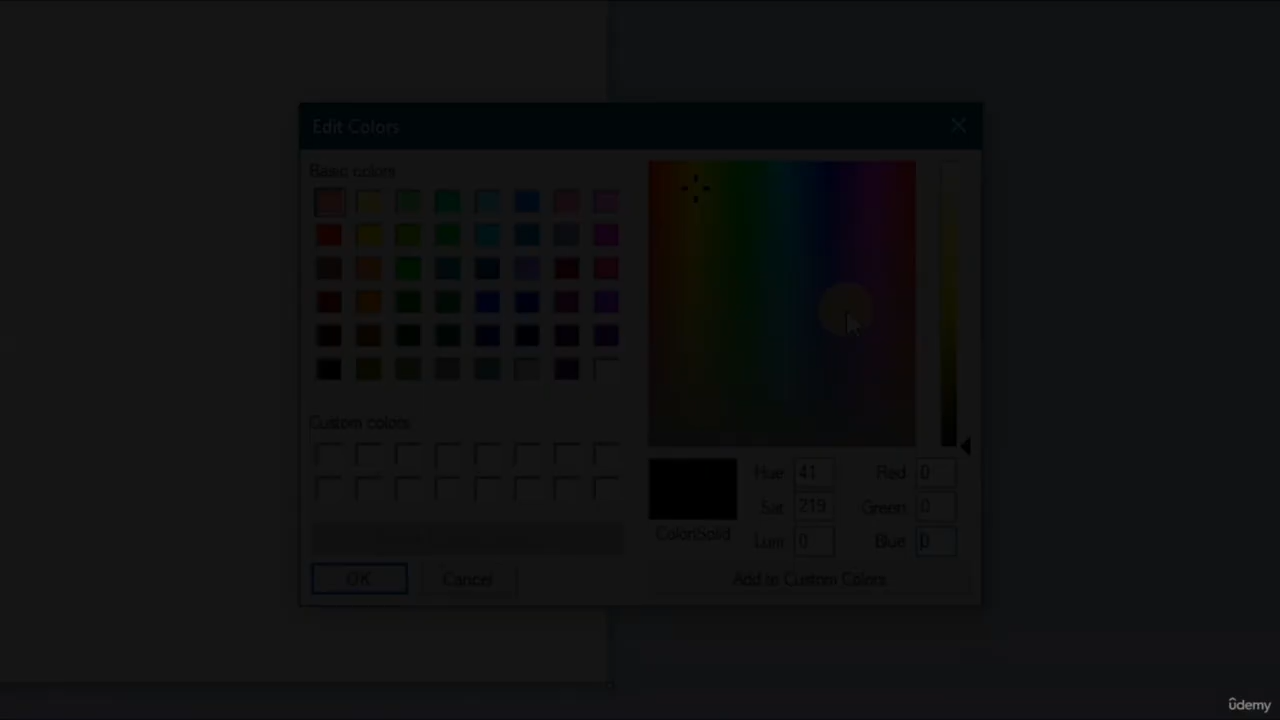 Edit Colors
Basic colors
Custom colors
OK
Cancel
Hue 41
Sat 219
Lum 0
Red 0
Green 0
Blue 0
Color|Solid
Add to Custom Colors
ûdemy